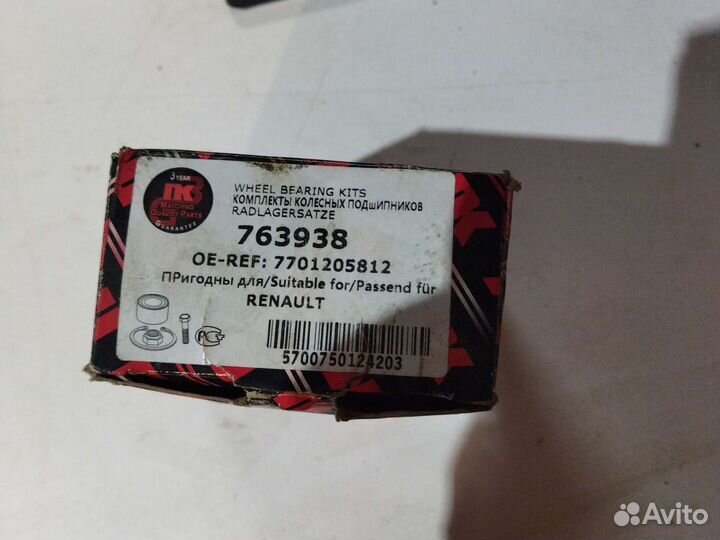 3 YEAR
nk
MATCHING
QUALITY PARTS
GUARANTEE
WHEEL BEARING KITS
КОМПЛЕКТЫ КОЛЕСНЫХ ПОДШИПНИКОВ
RADLAGERSATZE
763938
OE-REF: 7701205812
ПРигодны для/Suitable for/Passend für
RENAULT
5700750124203
Avito